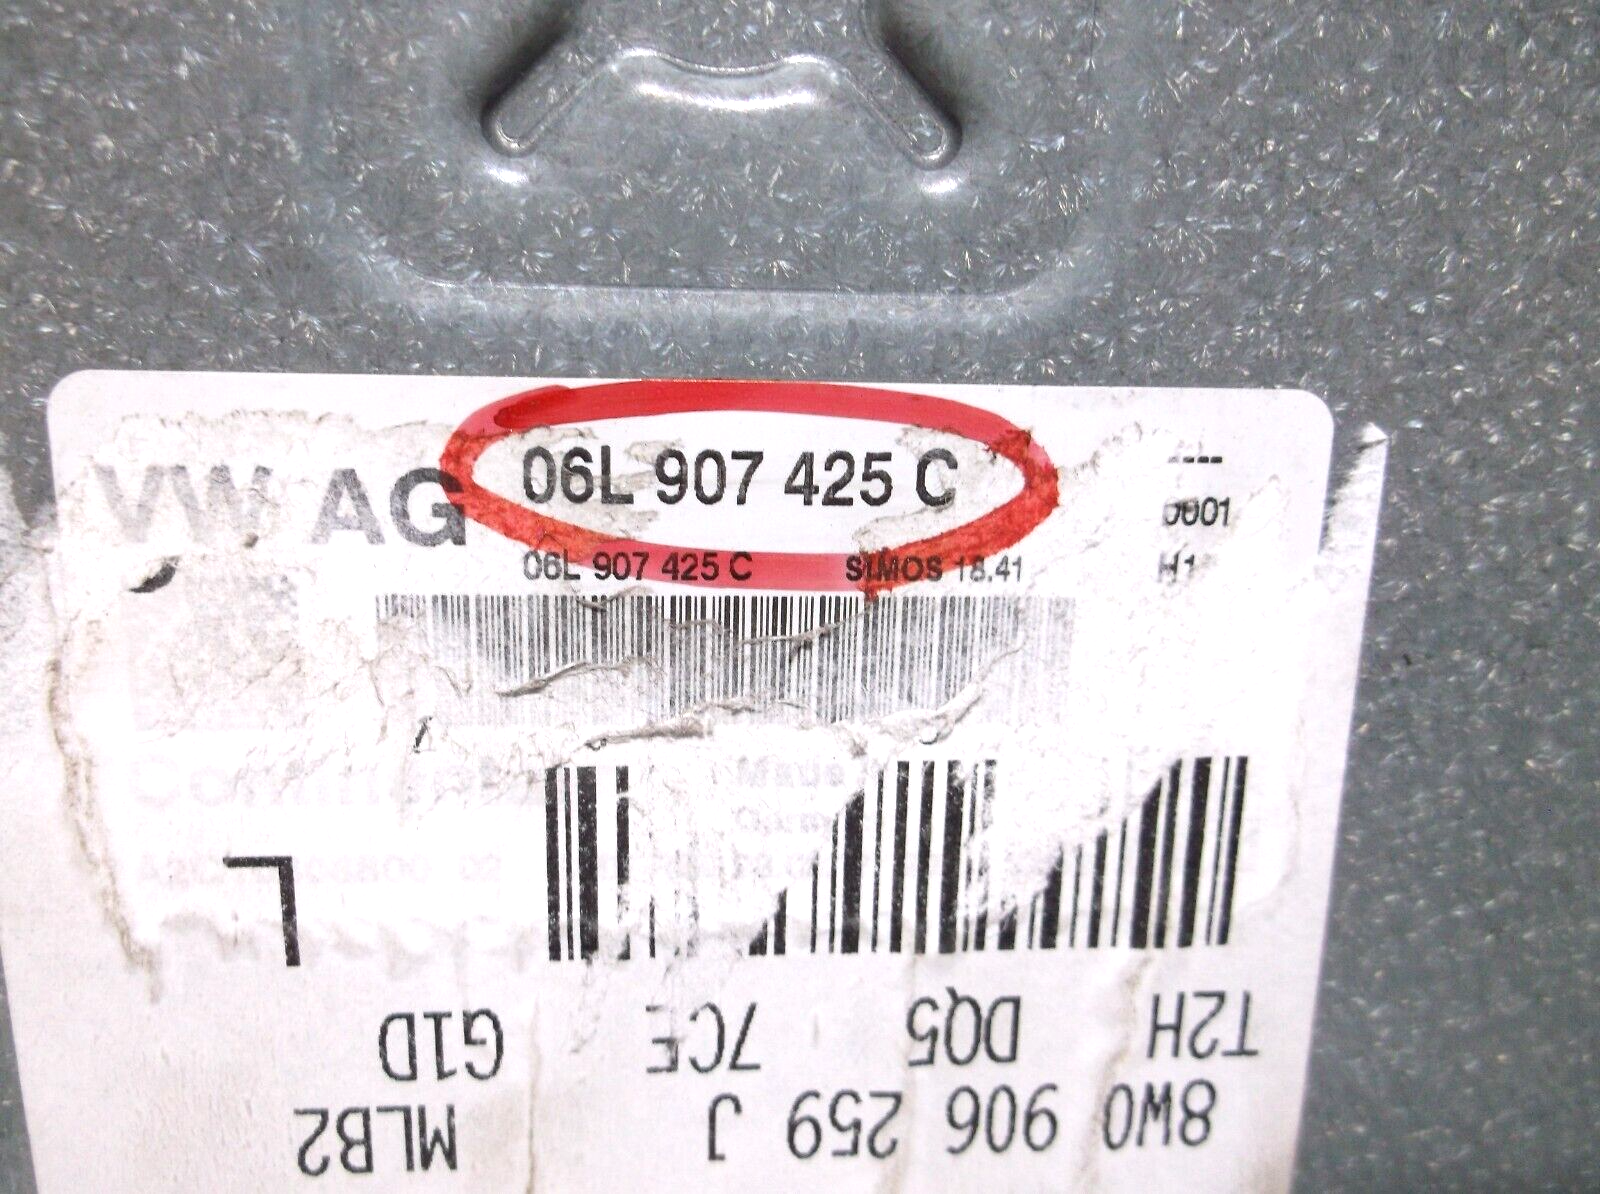 VW AG 06L 907 425 C
0001
06L 907 425 C SIMOS 18.41 H1
L
T2H DQ5 7CE G1D
8W0 906 259 J MLB2